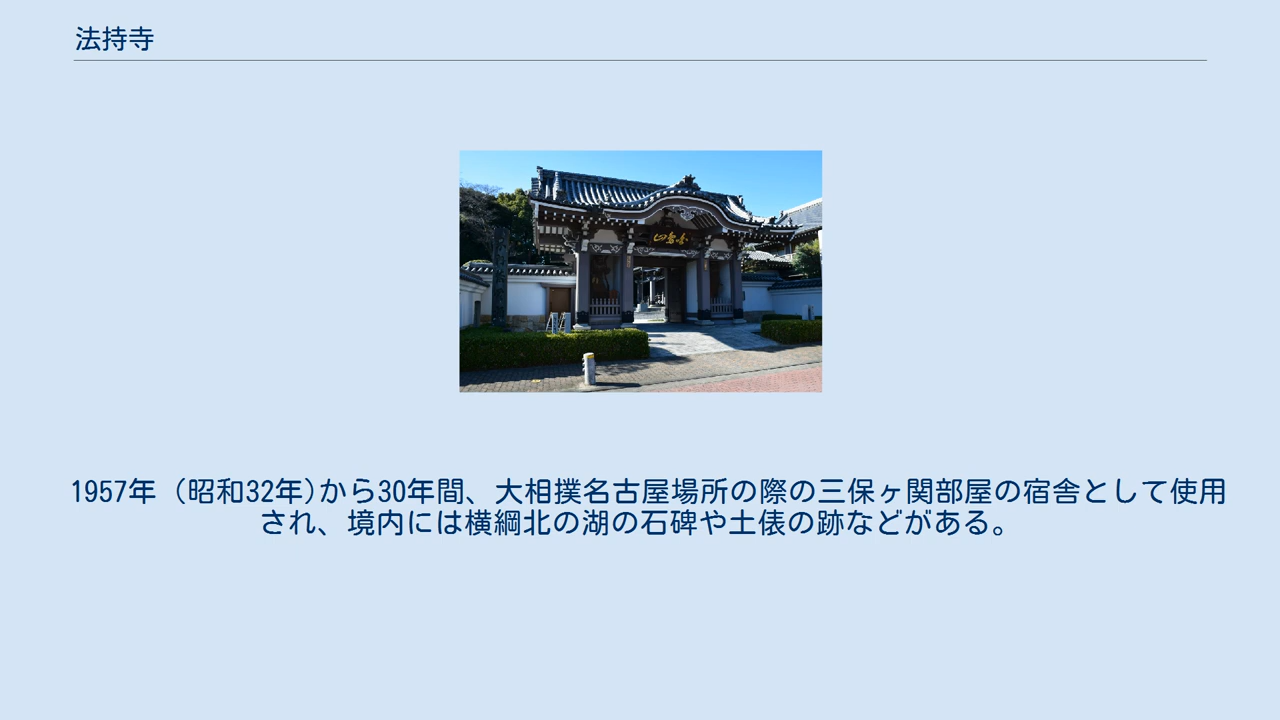 法持寺
1957年（昭和32年)から30年間、大相撲名古屋場所の際の三保ヶ関部屋の宿舎として使用
され、境内には横綱北の湖の石碑や土俵の跡などがある。